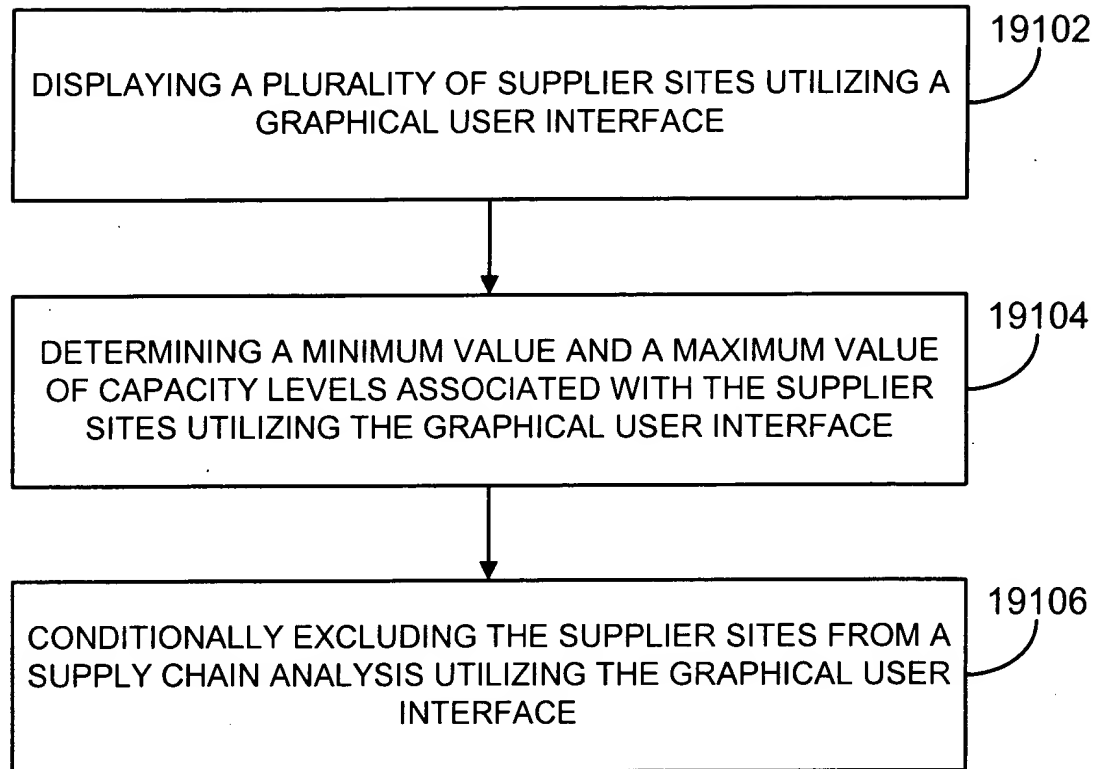 19102
DISPLAYING A PLURALITY OF SUPPLIER SITES UTILIZING A
GRAPHICAL USER INTERFACE
19104
DETERMINING A MINIMUM VALUE AND A MAXIMUM VALUE
OF CAPACITY LEVELS ASSOCIATED WITH THE SUPPLIER
SITES UTILIZING THE GRAPHICAL USER INTERFACE
19106
CONDITIONALLY EXCLUDING THE SUPPLIER SITES FROM A
SUPPLY CHAIN ANALYSIS UTILIZING THE GRAPHICAL USER
INTERFACE